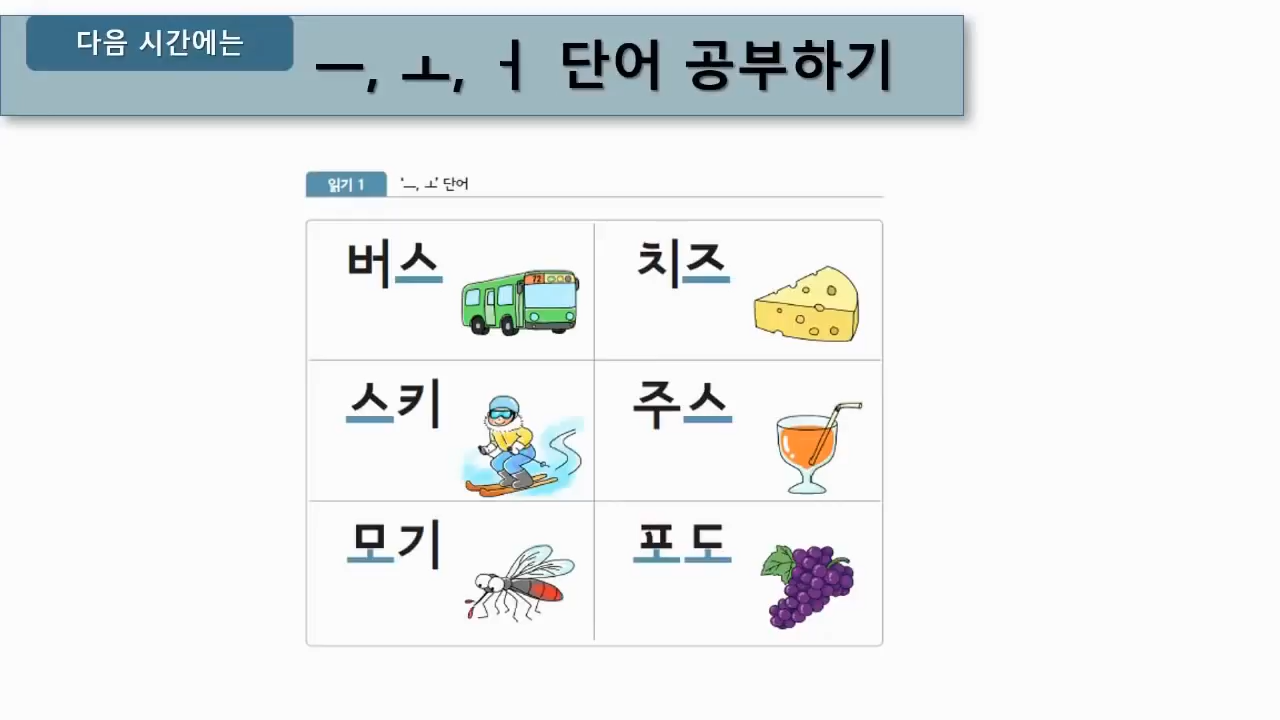 다음 시간에는
ㅡ, ㅗ, ㅓ 단어 공부하기
읽기 1
'ㅡ, ㅗ' 단어
버스
치즈
72
스키
주스
모기
포도